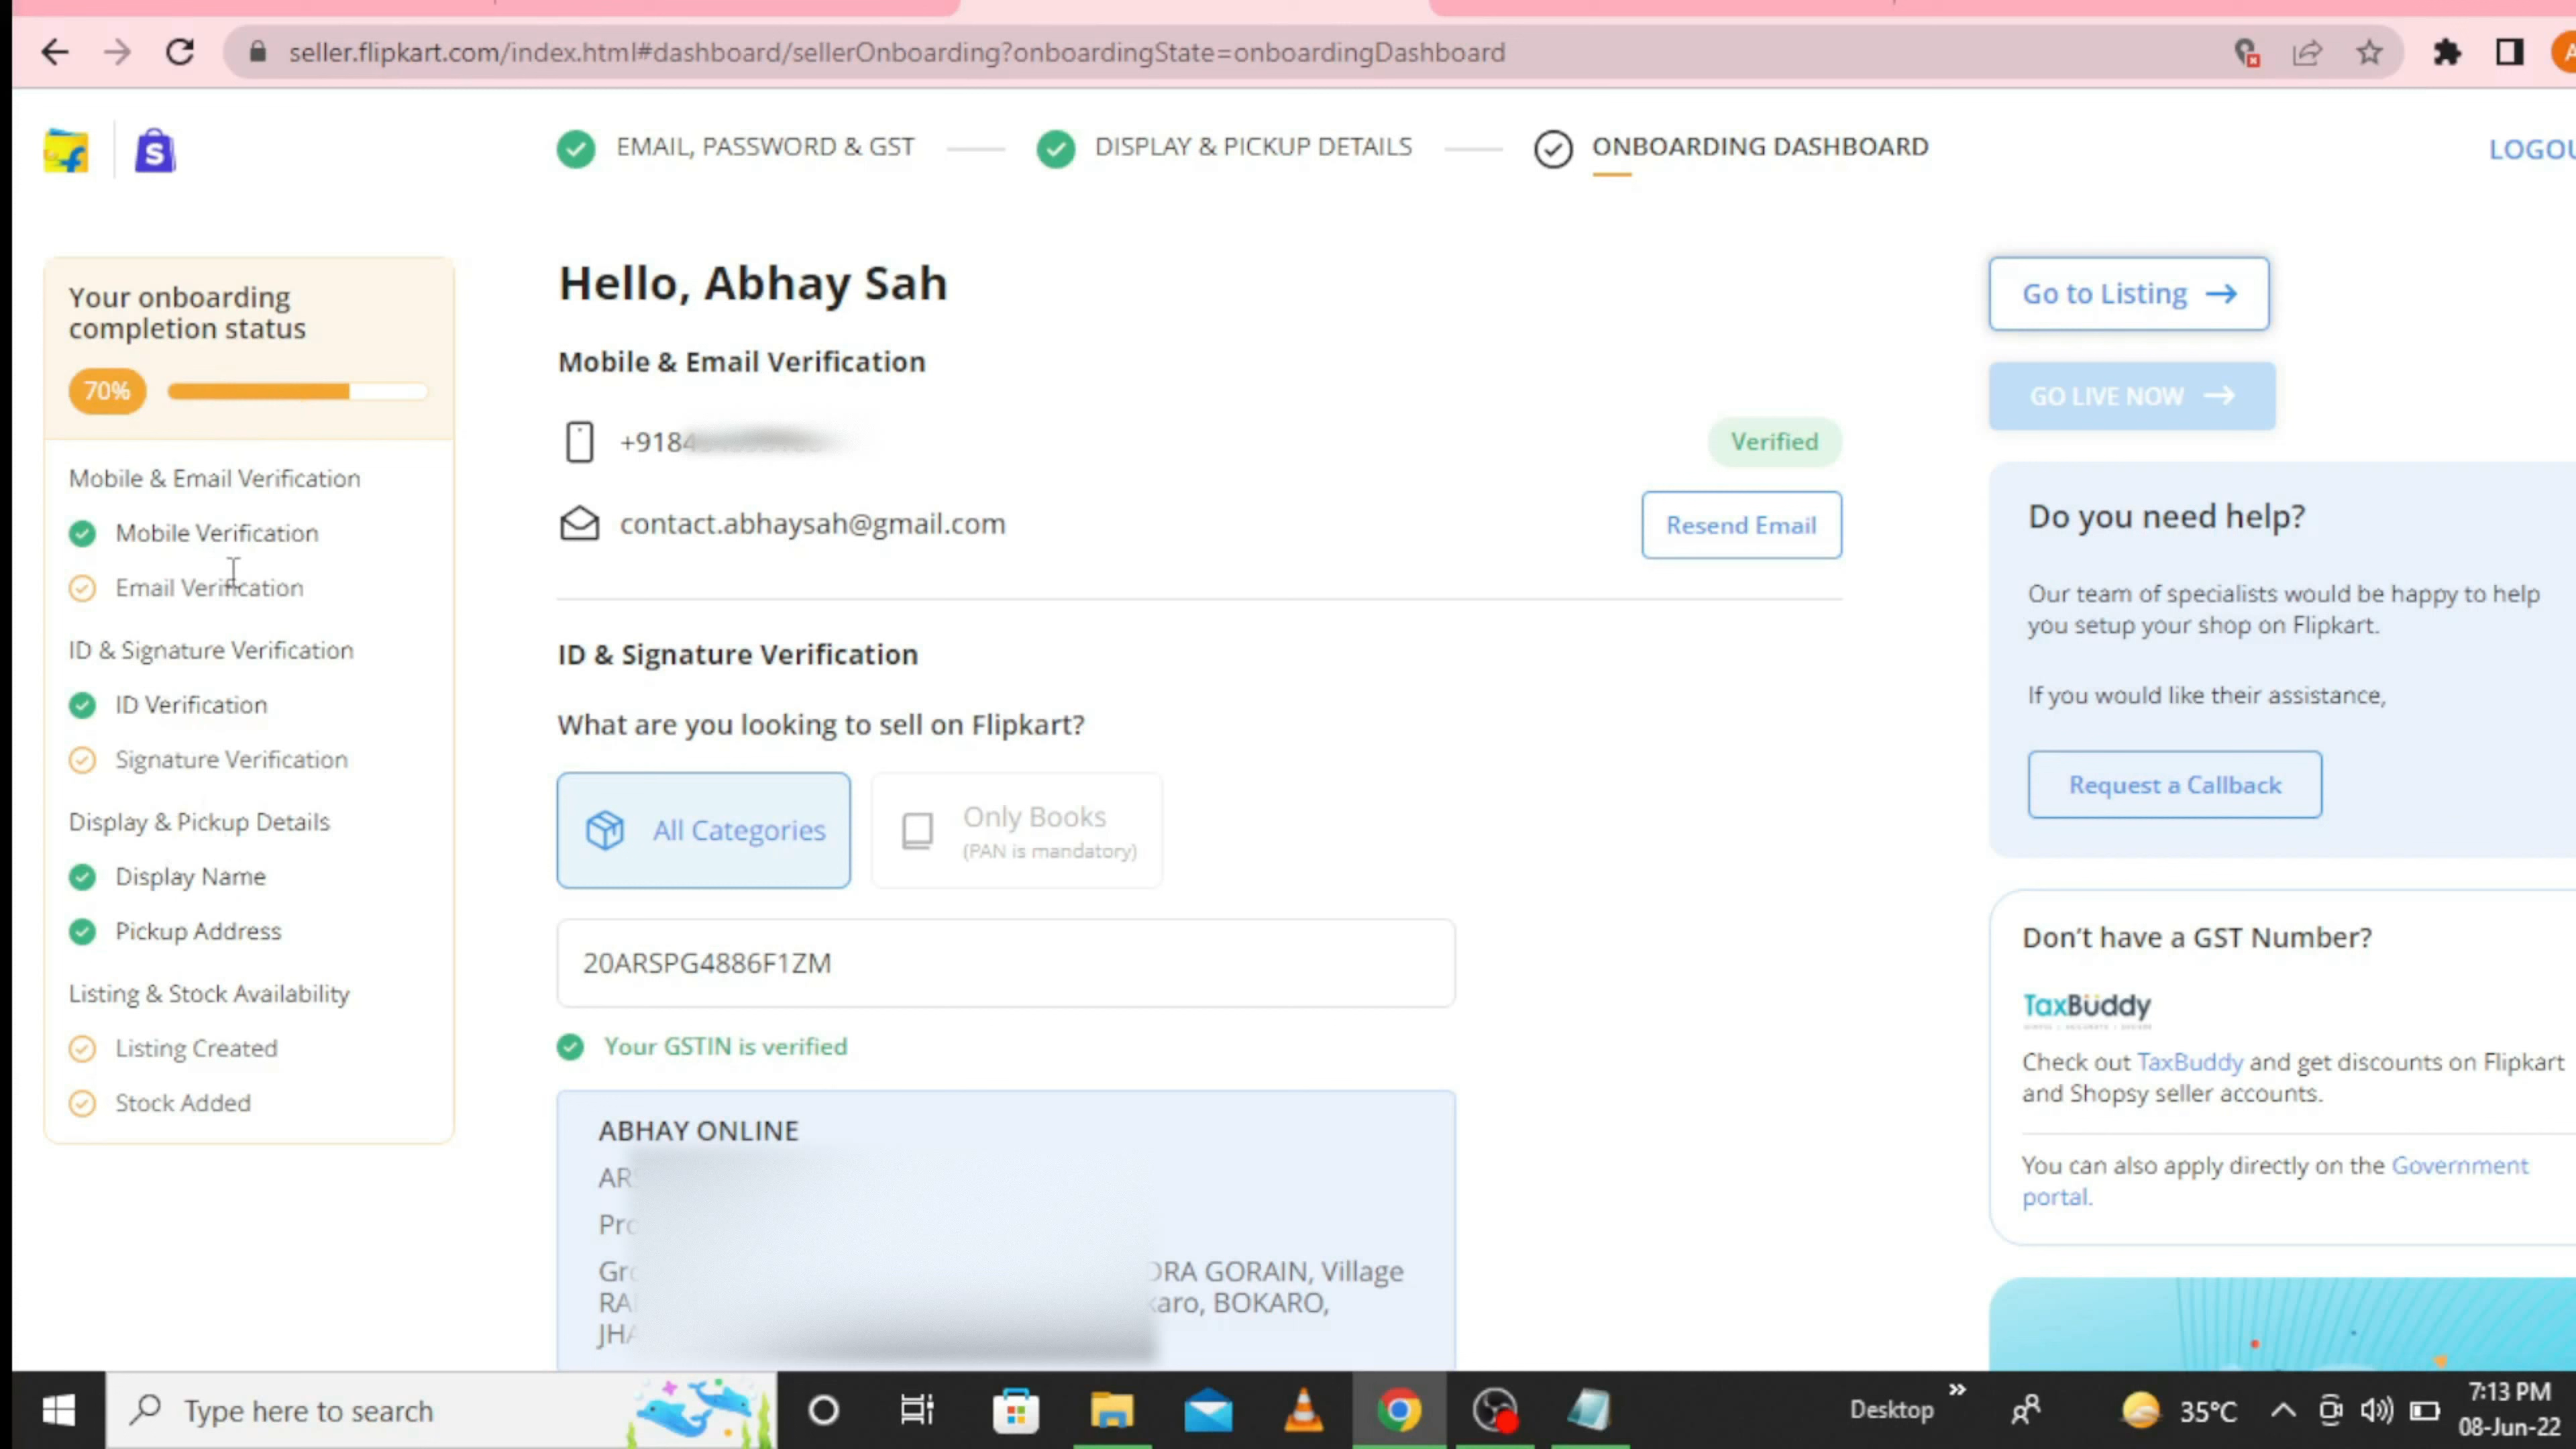 seller.flipkart.com/index.html#dashboard/sellerOnboarding?onboardingState=onboardingDashboard
EMAIL, PASSWORD & GST
DISPLAY & PICKUP DETAILS
ONBOARDING DASHBOARD
LOGOU
Your onboarding
completion status
70%
Mobile & Email Verification
Mobile Verification
Email Verification
ID & Signature Verification
ID Verification
Signature Verification
Display & Pickup Details
Display Name
Pickup Address
Listing & Stock Availability
Listing Created
Stock Added
Hello, Abhay Sah
Mobile & Email Verification
+9184
Verified
contact.abhaysah@gmail.com
Resend Email
ID & Signature Verification
What are you looking to sell on Flipkart?
All Categories
Only Books
(PAN is mandatory)
20ARSPG4886F1ZM
Your GSTIN is verified
ABHAY ONLINE
DRA GORAIN, Village
karo, BOKARO,
Go to Listing
GO LIVE NOW
Do you need help?
Our team of specialists would be happy to help
you setup your shop on Flipkart.
If you would like their assistance,
Request a Callback
Don't have a GST Number?
TaxBuddy
Check out TaxBuddy and get discounts on Flipkart
and Shopsy seller accounts.
You can also apply directly on the Government
portal.
Type here to search
Desktop
35°C
7:13 PM
08-Jun-22